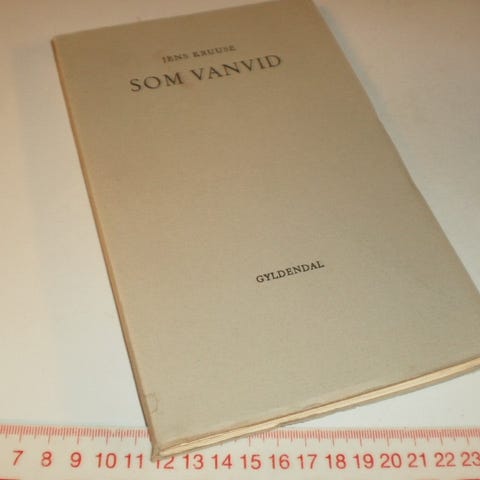 JENS KRUUSE
SOM VANVID
GYLDENDAL
7 8 9 10 11 12 13 14 15 16 17 18 19 20 21 22 23